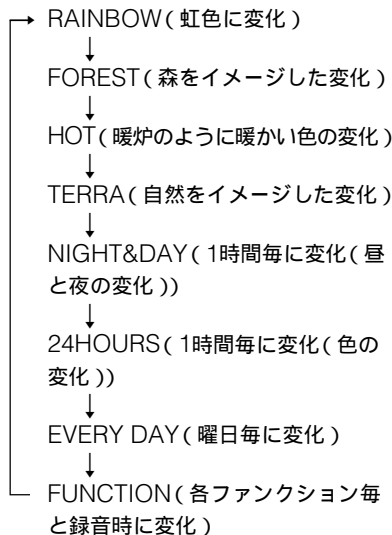 RAINBOW(虹色に変化)
FOREST(森をイメージした変化)
HOT(暖炉のように暖かい色の変化)
TERRA(自然をイメージした変化)
NIGHT&DAY(1時間毎に変化(昼
と夜の変化))
24HOURS(1時間毎に変化(色の
変化))
EVERY DAY(曜日毎に変化)
FUNCTION(各ファンクション毎
と録音時に変化)